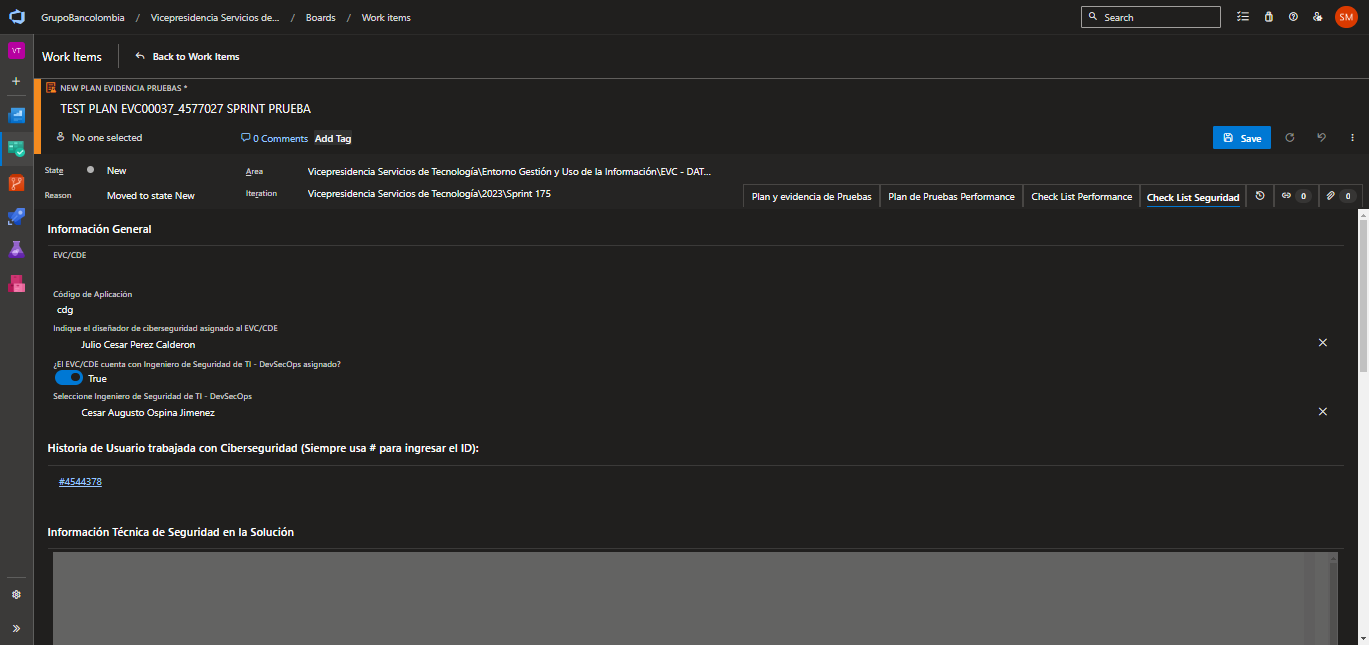 GrupoBancolombia / Vicepresidencia Servicios de... / Boards / Work items
Search
SM
VT
Work Items
Back to Work Items
NEW PLAN EVIDENCIA PRUEBAS *
TEST PLAN EVC00037_4577027 SPRINT PRUEBA
No one selected
0 Comments
Add Tag
Save
State
New
Area
Vicepresidencia Servicios de Tecnología\Entorno Gestión y Uso de la Información\EVC - DAT...
Reason
Moved to state New
Iteration
Vicepresidencia Servicios de Tecnología\2023\Sprint 175
Plan y evidencia de Pruebas
Plan de Pruebas Performance
Check List Performance
Check List Seguridad
0
0
Información General
EVC/CDE
Código de Aplicación
cdg
Indique el diseñador de ciberseguridad asignado al EVC/CDE
Julio Cesar Perez Calderon
¿El EVC/CDE cuenta con Ingeniero de Seguridad de TI - DevSecOps asignado?
True
Seleccione Ingeniero de Seguridad de TI - DevSecOps
Cesar Augusto Ospina Jimenez
Historia de Usuario trabajada con Ciberseguridad (Siempre usa # para ingresar el ID):
#4544378
Información Técnica de Seguridad en la Solución